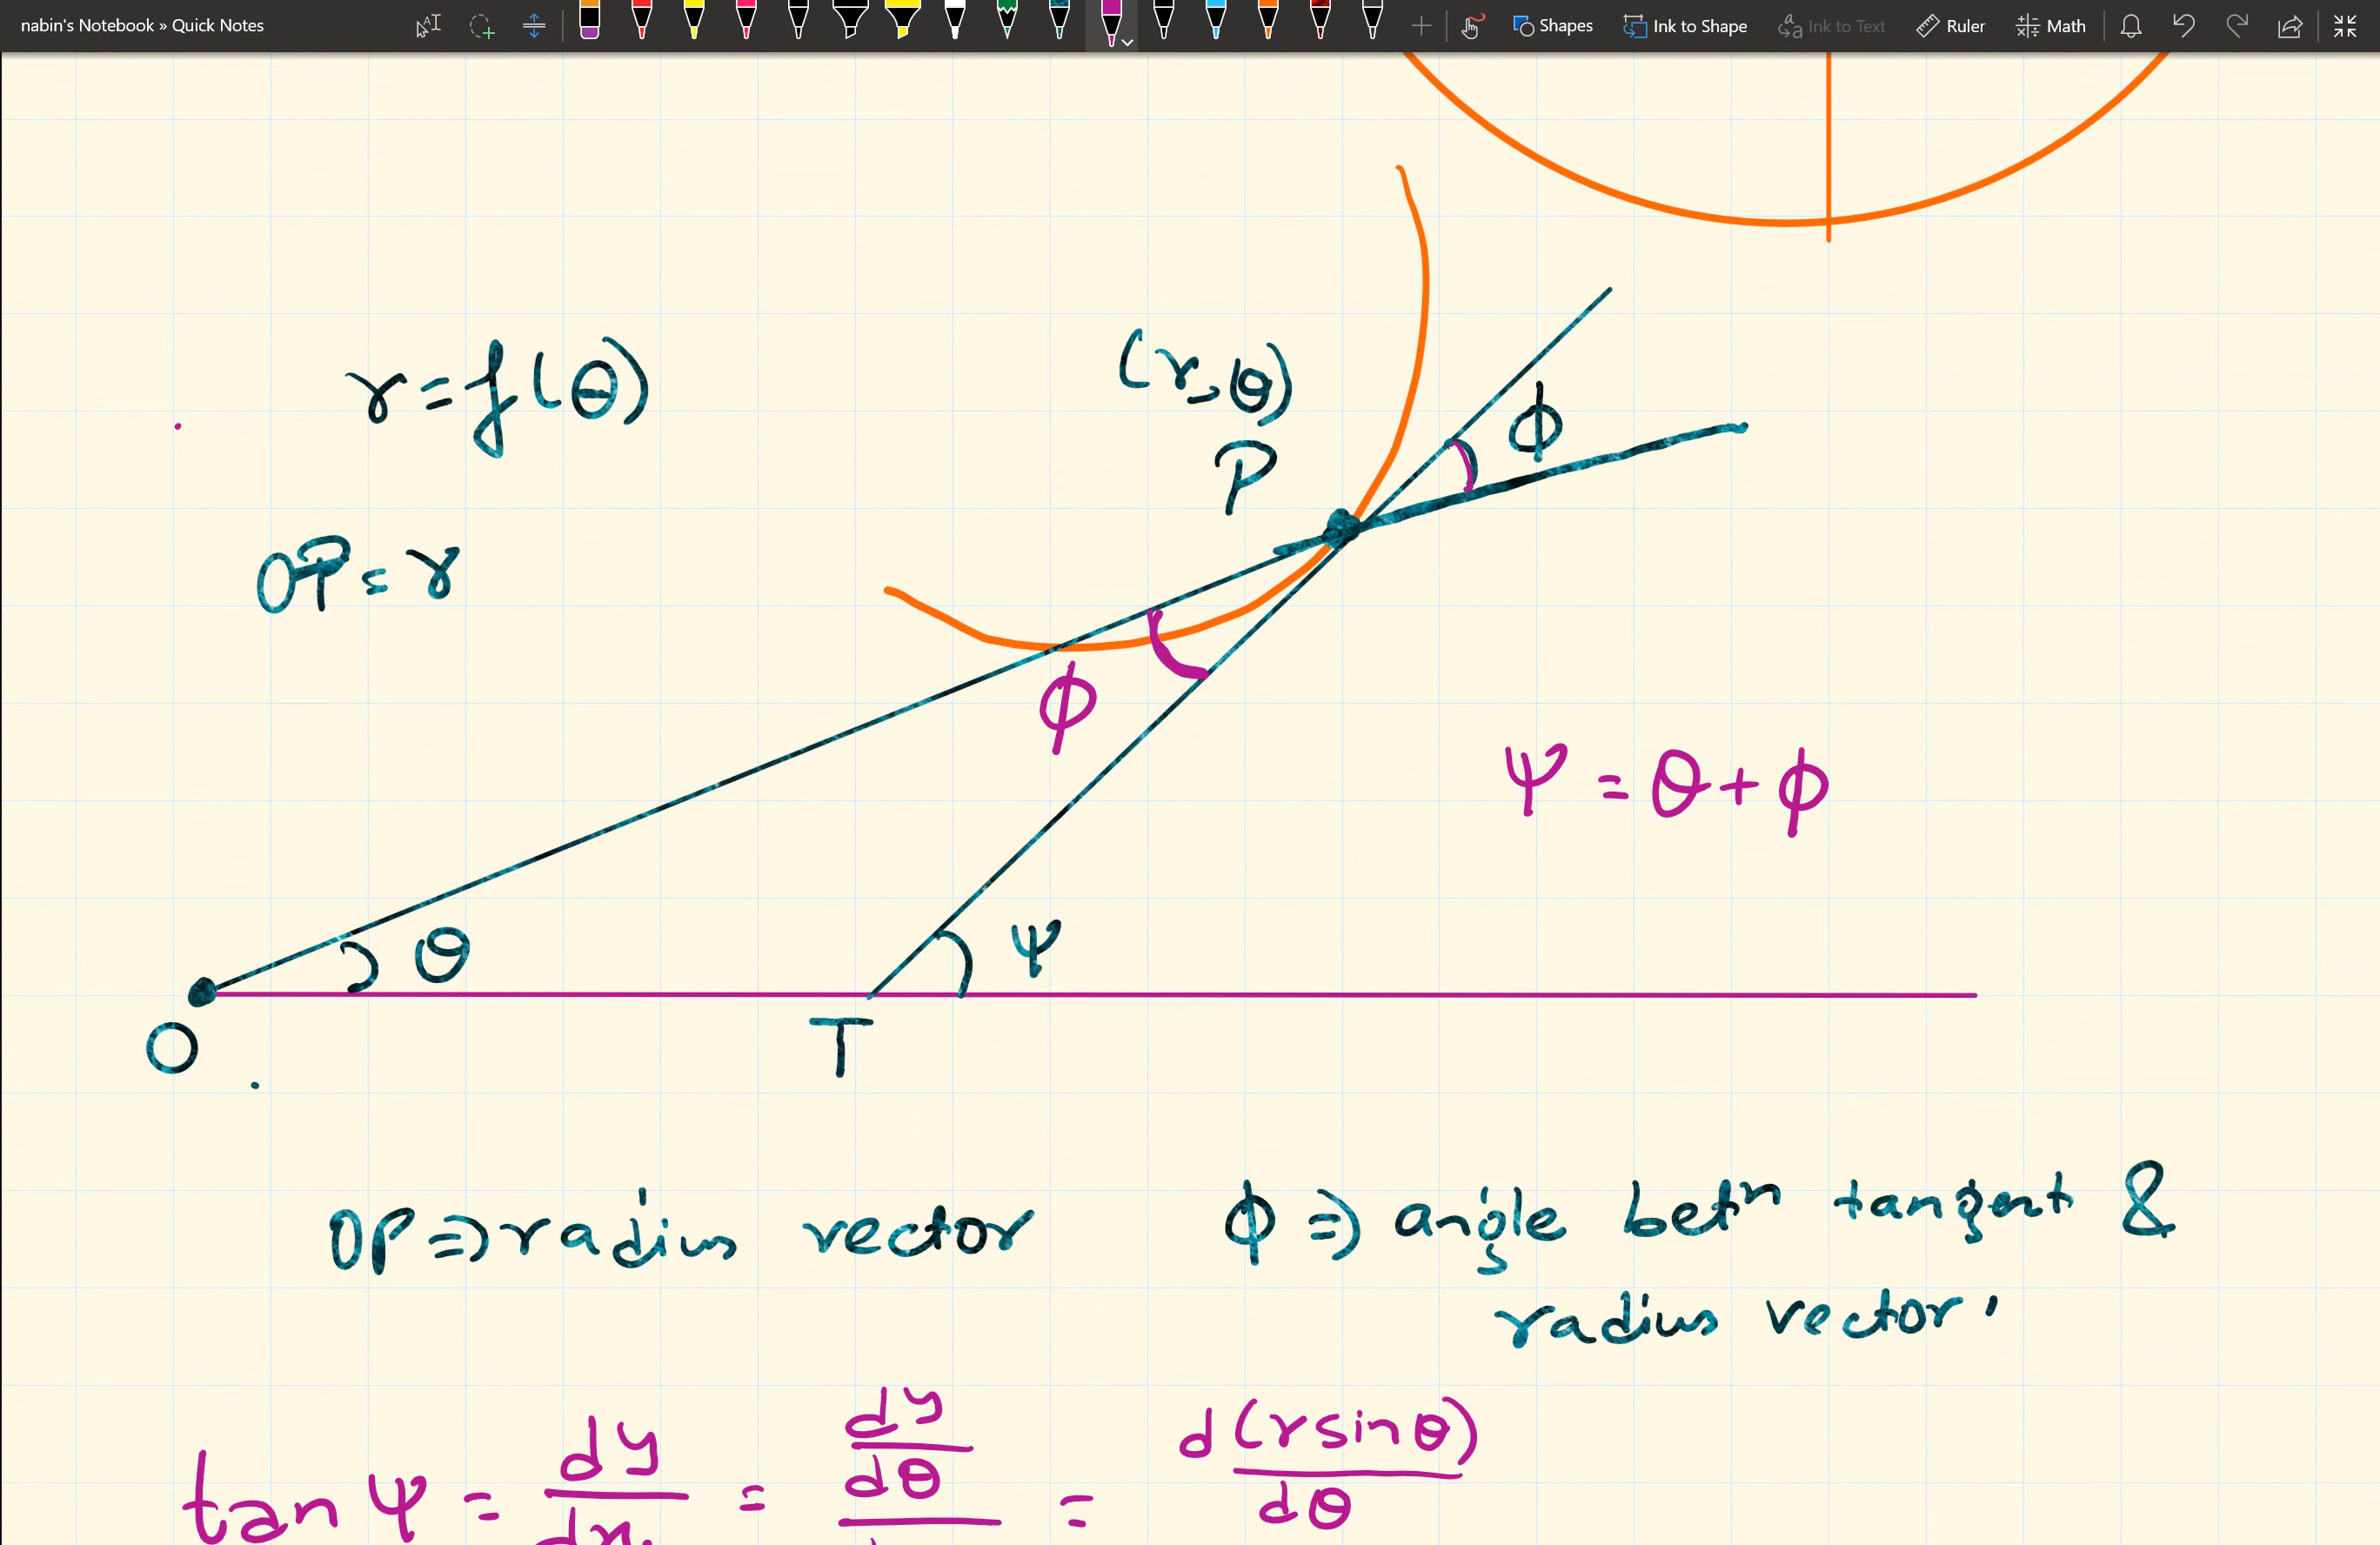 nabin's Notebook » Quick Notes
Shapes Ink to Shape Ink to Text Ruler Math
r = f(θ)
(r, θ)
P
ϕ
OP = r
ϕ
ψ = θ + ϕ
θ
ψ
O
T
OP ⇒ radius vector
ϕ ⇒ angle betⁿ tangent &
radius vector.
tan ψ = dy/dx = dy/dθ = d(r sin θ)/dθ